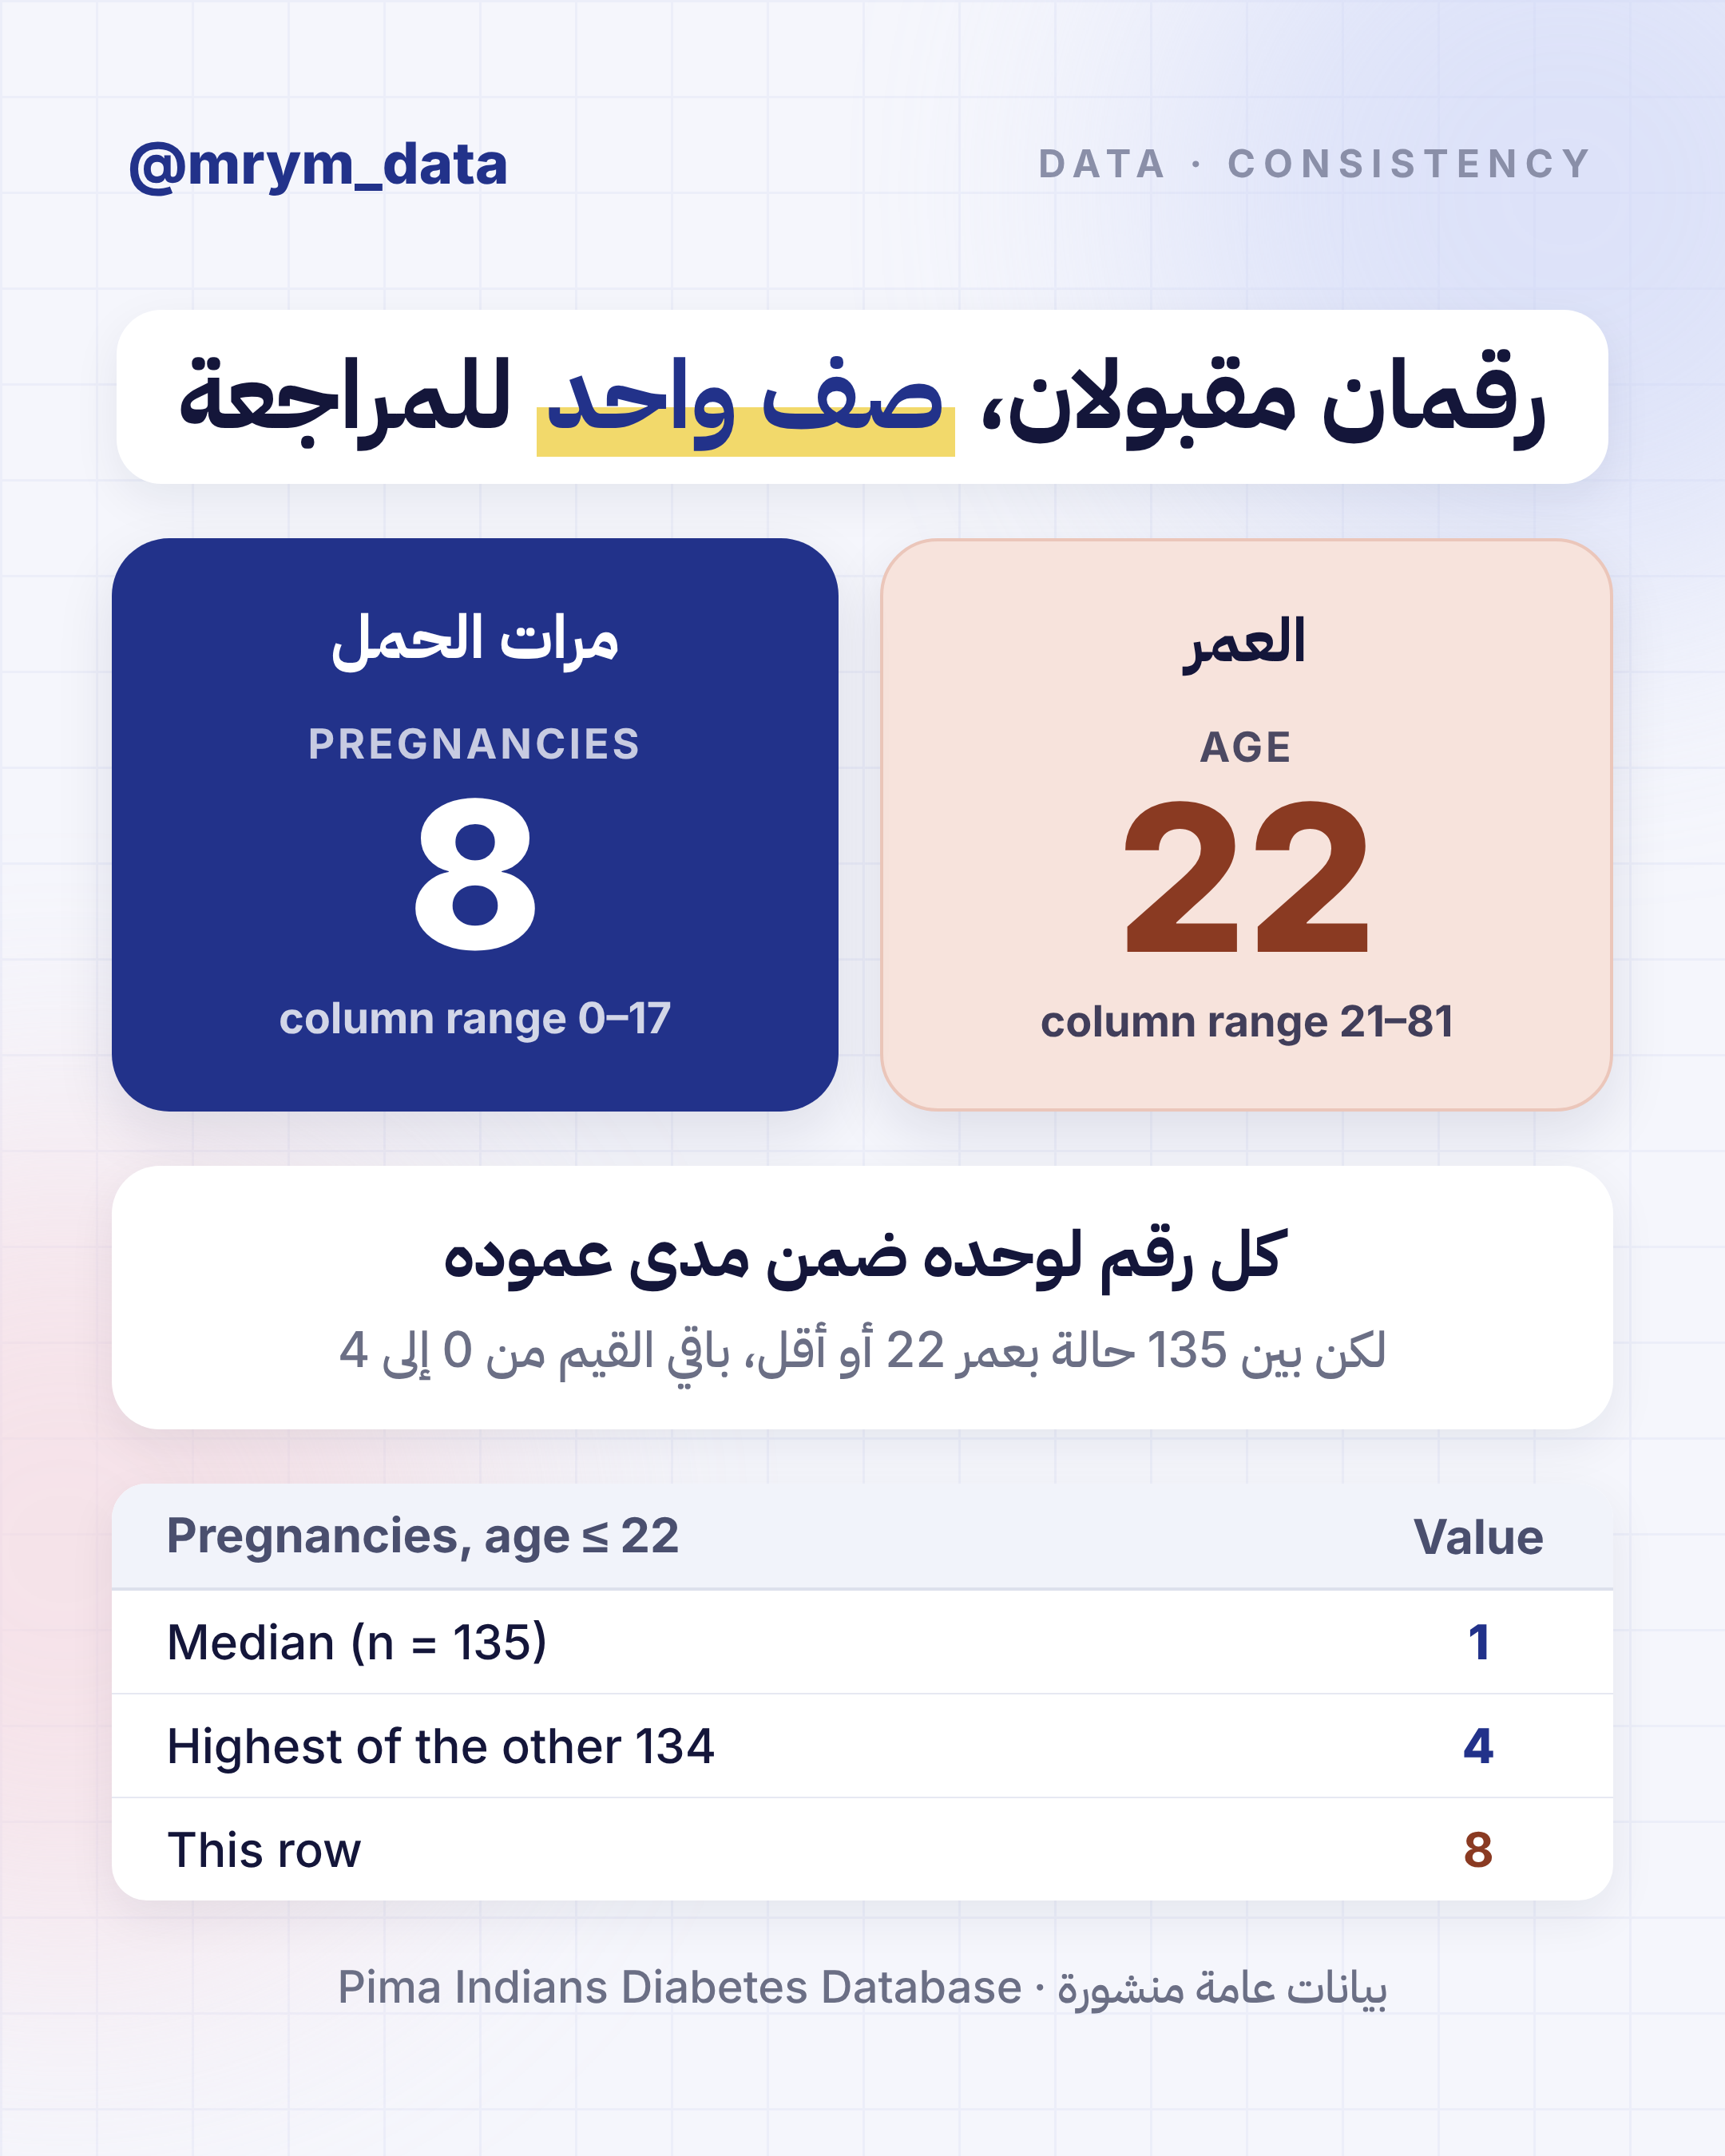 @mrym_data
DATA · CONSISTENCY
رقمان مقبولان، صف واحد للمراجعة
العمر
AGE
22
column range 21–81
مرات الحمل
PREGNANCIES
8
column range 0–17
كل رقم لوحده ضمن مدى عموده
لكن بين 135 حالة بعمر 22 أو أقل، باقي القيم من 0 إلى 4
Pregnancies, age ≤ 22 Value
Median (n = 135) 1
Highest of the other 134 4
This row 8
Pima Indians Diabetes Database · بيانات عامة منشورة